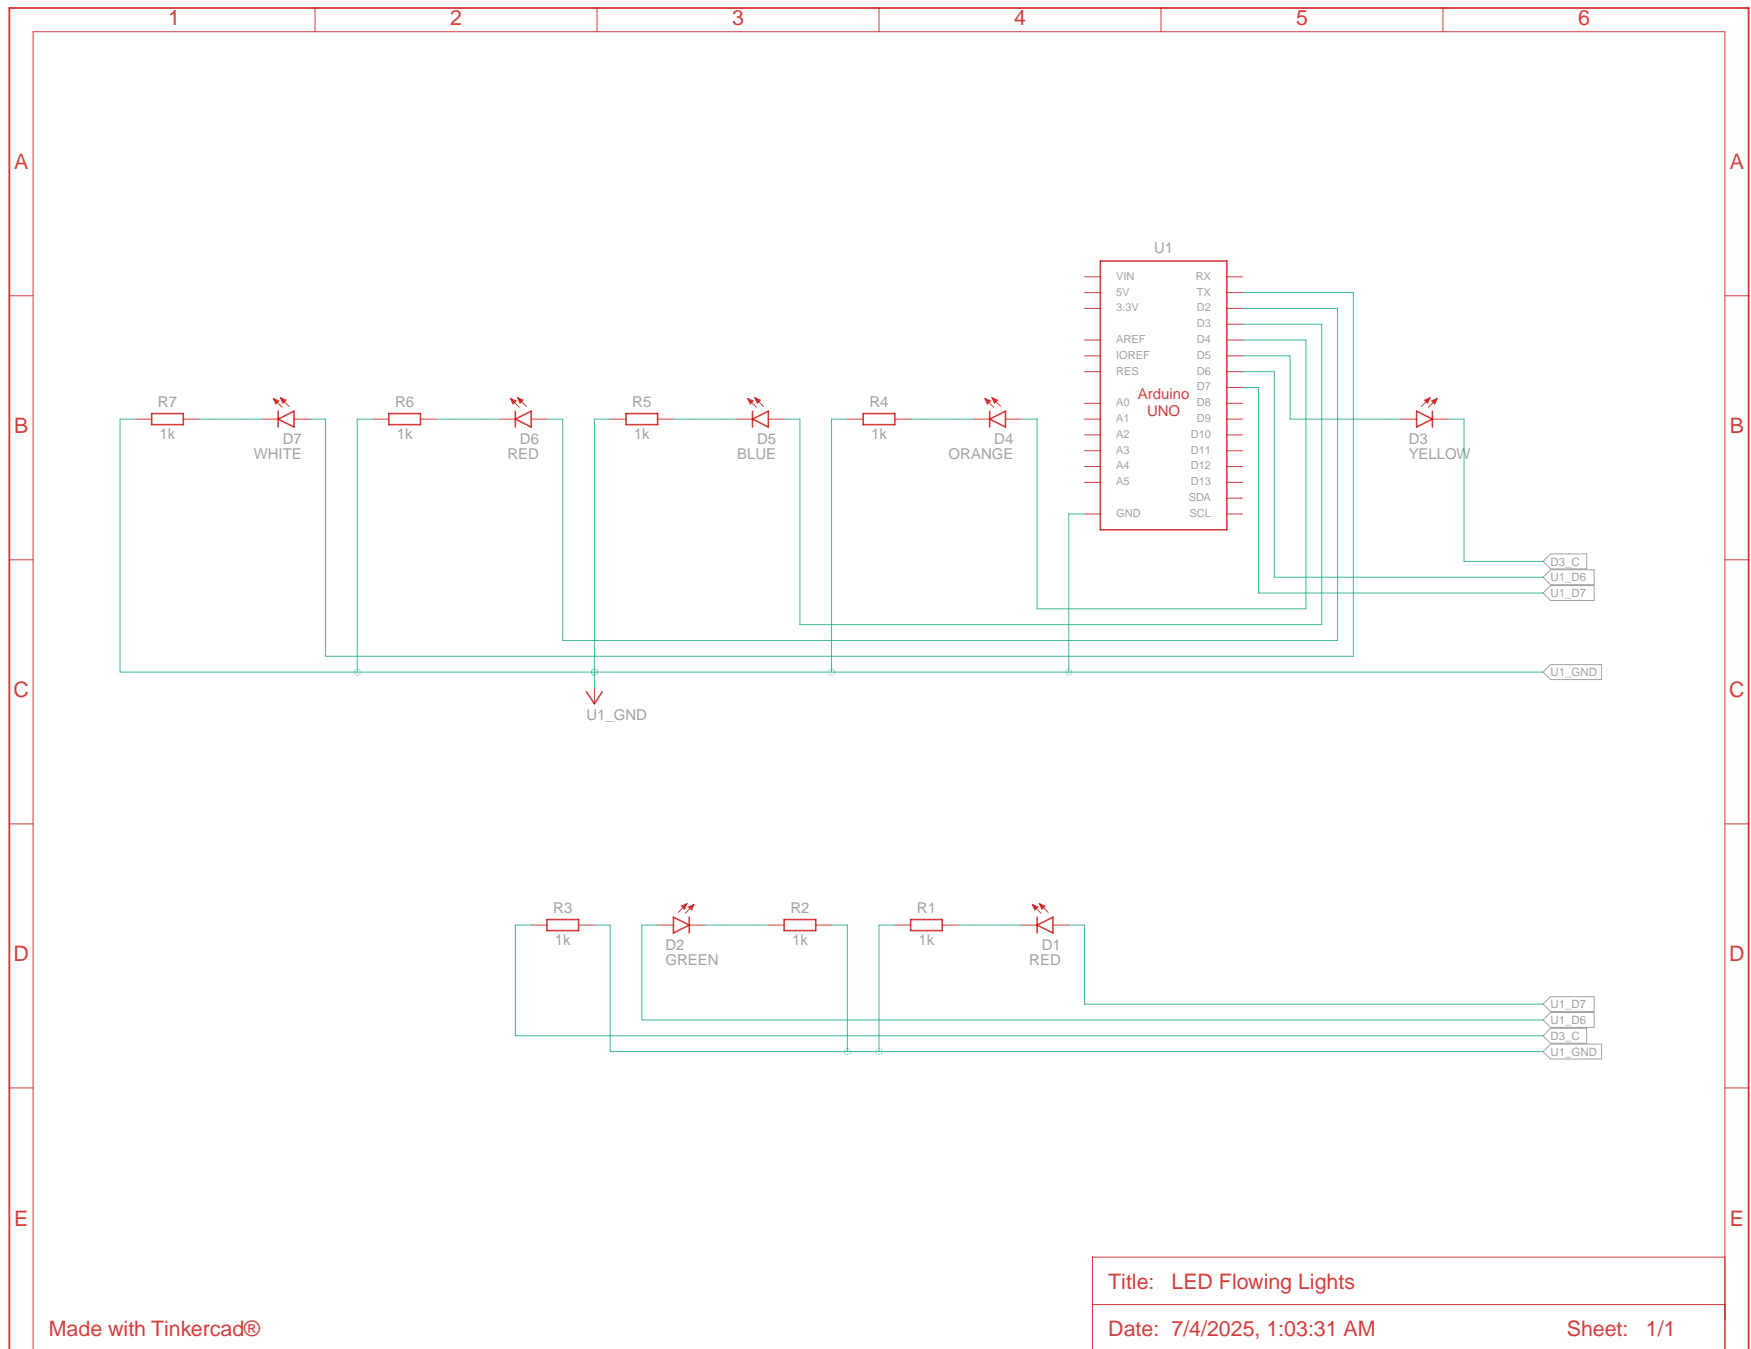 1 2 3 4 5 6
A A
U1
VIN RX
5V TX
3.3V D2
D3
AREF D4
IOREF D5
RES D6
D7
Arduino
UNO
A0 D8
A1 D9
A2 D10
A3 D11
A4 D12
A5 D13
SDA
GND SCL
R7 R6 R5 R4
B B
1k D7 1k D6 1k D5 1k D4 D3
WHITE RED BLUE ORANGE YELLOW
D3_C
U1_D6
U1_D7
U1_GND
C C
U1_GND
R3 R2 R1
1k D2 1k 1k D1
D GREEN RED D
U1_D7
U1_D6
D3_C
U1_GND
E E
Title: LED Flowing Lights
Made with Tinkercad® Date: 7/4/2025, 1:03:31 AM Sheet: 1/1